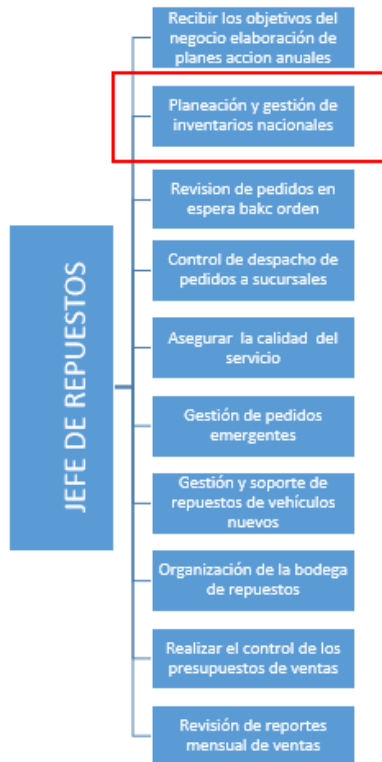 JEFE DE REPUESTOS
Recibir los objetivos del
negocio elaboración de
planes accion anuales
Planeación y gestión de
inventarios nacionales
Revision de pedidos en
espera bakc orden
Control de despacho de
pedidos a sucursales
Asegurar la calidad del
servicio
Gestión de pedidos
emergentes
Gestión y soporte de
repuestos de vehículos
nuevos
Organización de la bodega
de repuestos
Realizar el control de los
presupuestos de ventas
Revisión de reportes
mensual de ventas